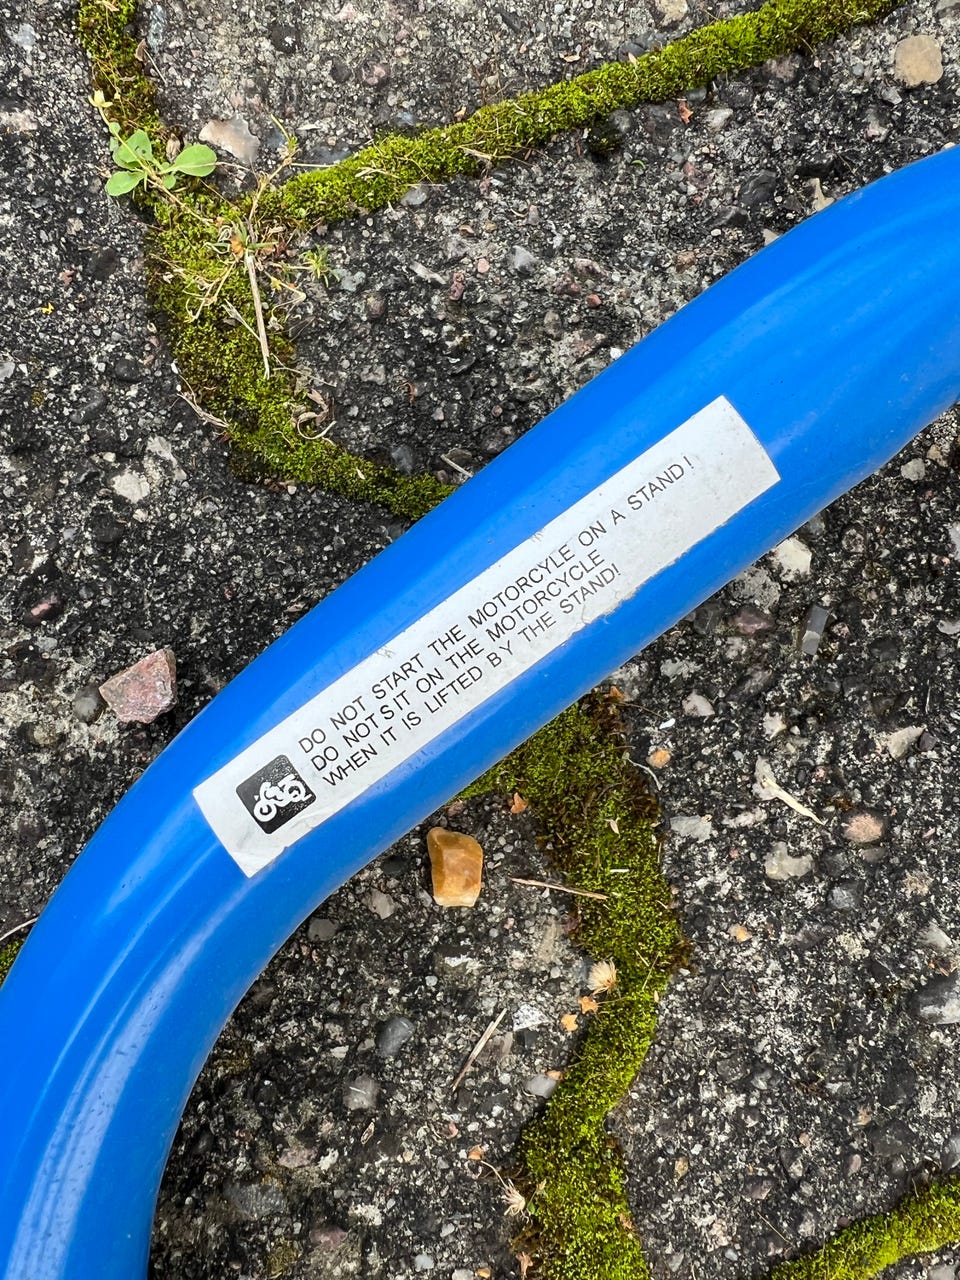 DO NOT START THE MOTORCYLE ON A STAND!
DO NOT SIT ON THE MOTORCYCLE
WHEN IT IS LIFTED BY THE STAND!